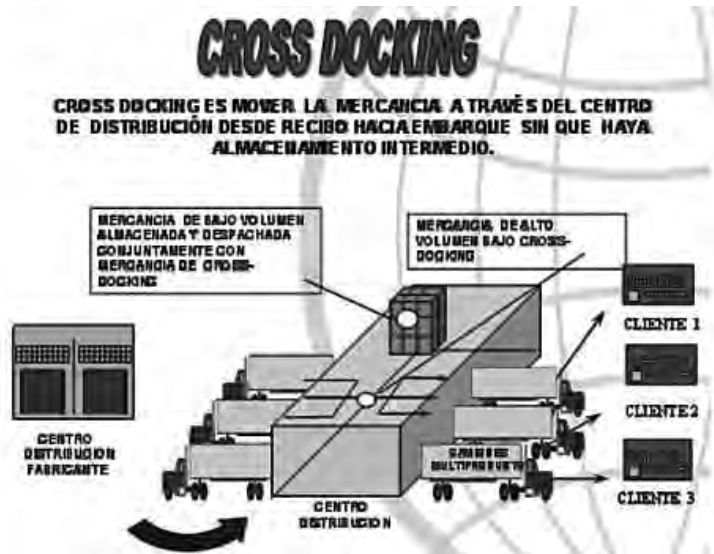 CROSS DOCKING
CROSS DOCKING ES MOVER LA MERCANCIA A TRAVÉS DEL CENTRO
DE DISTRIBUCIÓN DESDE RECIBO HACIA EMBARQUE SIN QUE HAYA
ALMACENAMIENTO INTERMEDIO.
MERCANCIA DE BAJO VOLUMEN
ALMACENADA Y DESPACHADA
CONJUNTAMENTE CON
MERCANCIA DE CROSS-
DOCKING
MERCANCIA DE ALTO
VOLUMEN BAJO CROSS-
DOCKING
CLIENTE 1
CLIENTE 2
CENTRO
DISTRIBUCION
FABRICANTE
MULTIPRODUCTO
CLIENTE 3
CENTRO
DISTRIBUCION